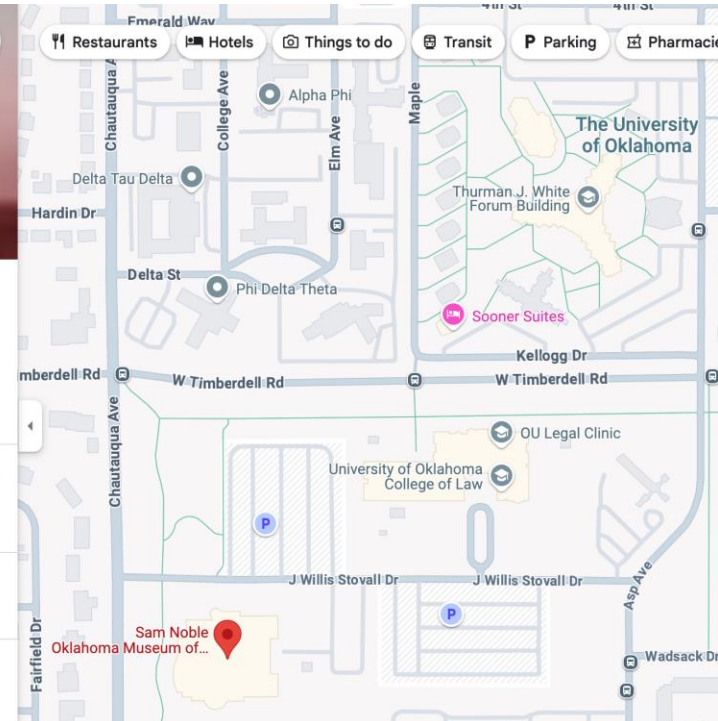 4th St
4th St
Emerald Way
Restaurants
Hotels
Things to do
Transit
P Parking
Pharmacie
Chautauqua A
College Ave
Alpha Phi
Elm Ave
Maple
The University
of Oklahoma
Delta Tau Delta
Thurman J. White
Forum Building
Hardin Dr
Delta St
Phi Delta Theta
Sooner Suites
Kellogg Dr
mberdell Rd
W Timberdell Rd
W Timberdell Rd
Chautauqua Ave
OU Legal Clinic
University of Oklahoma
College of Law
P
J Willis Stovall Dr
J Willis Stovall Dr
Asp Ave
P
Sam Noble
Oklahoma Museum of...
Fairfield Dr
Wadsack Dr